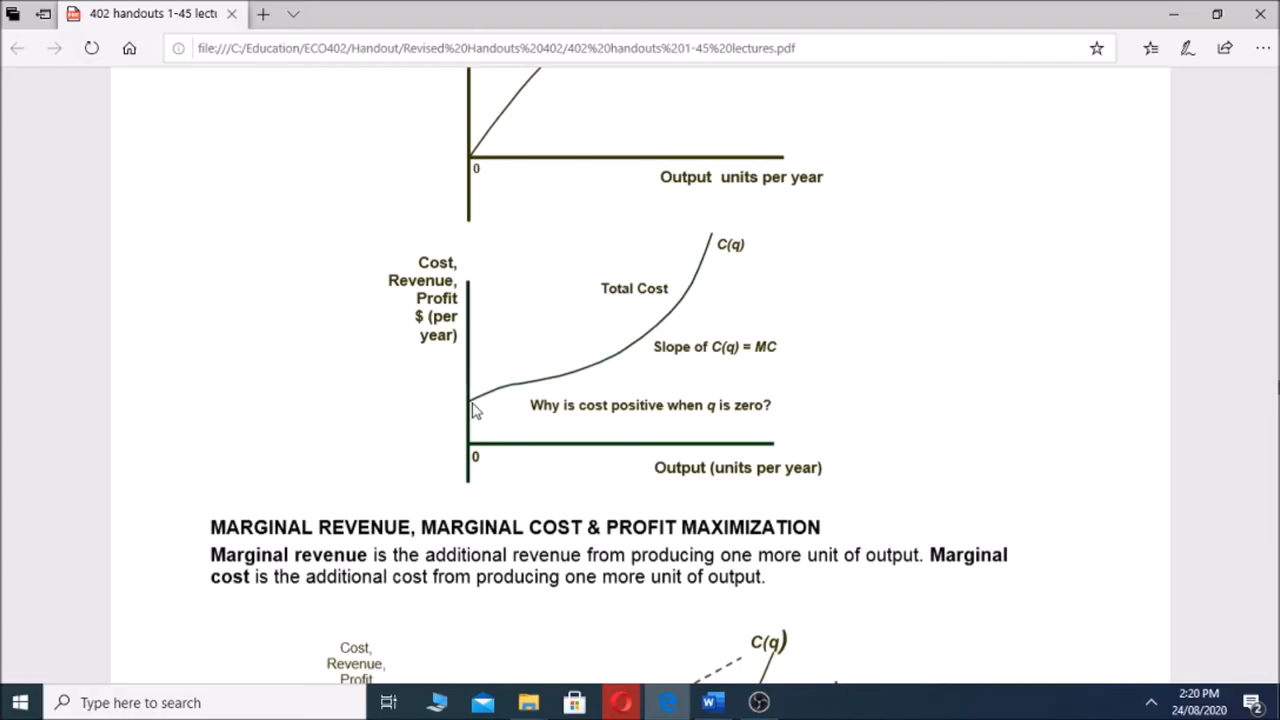 402 handouts 1-45 lectu
file:///C:/Education/ECO402/Handout/Revised%20Handouts%20402/402%20handouts%201-45%20lectures.pdf
0
Output units per year
C(q)
Cost,
Revenue,
Profit
$ (per
year)
Total Cost
Slope of C(q) = MC
Why is cost positive when q is zero?
0
Output (units per year)
MARGINAL REVENUE, MARGINAL COST & PROFIT MAXIMIZATION
Marginal revenue is the additional revenue from producing one more unit of output. Marginal
cost is the additional cost from producing one more unit of output.
C(q)
Cost,
Revenue,
Profit
Type here to search
2:20 PM
24/08/2020
2